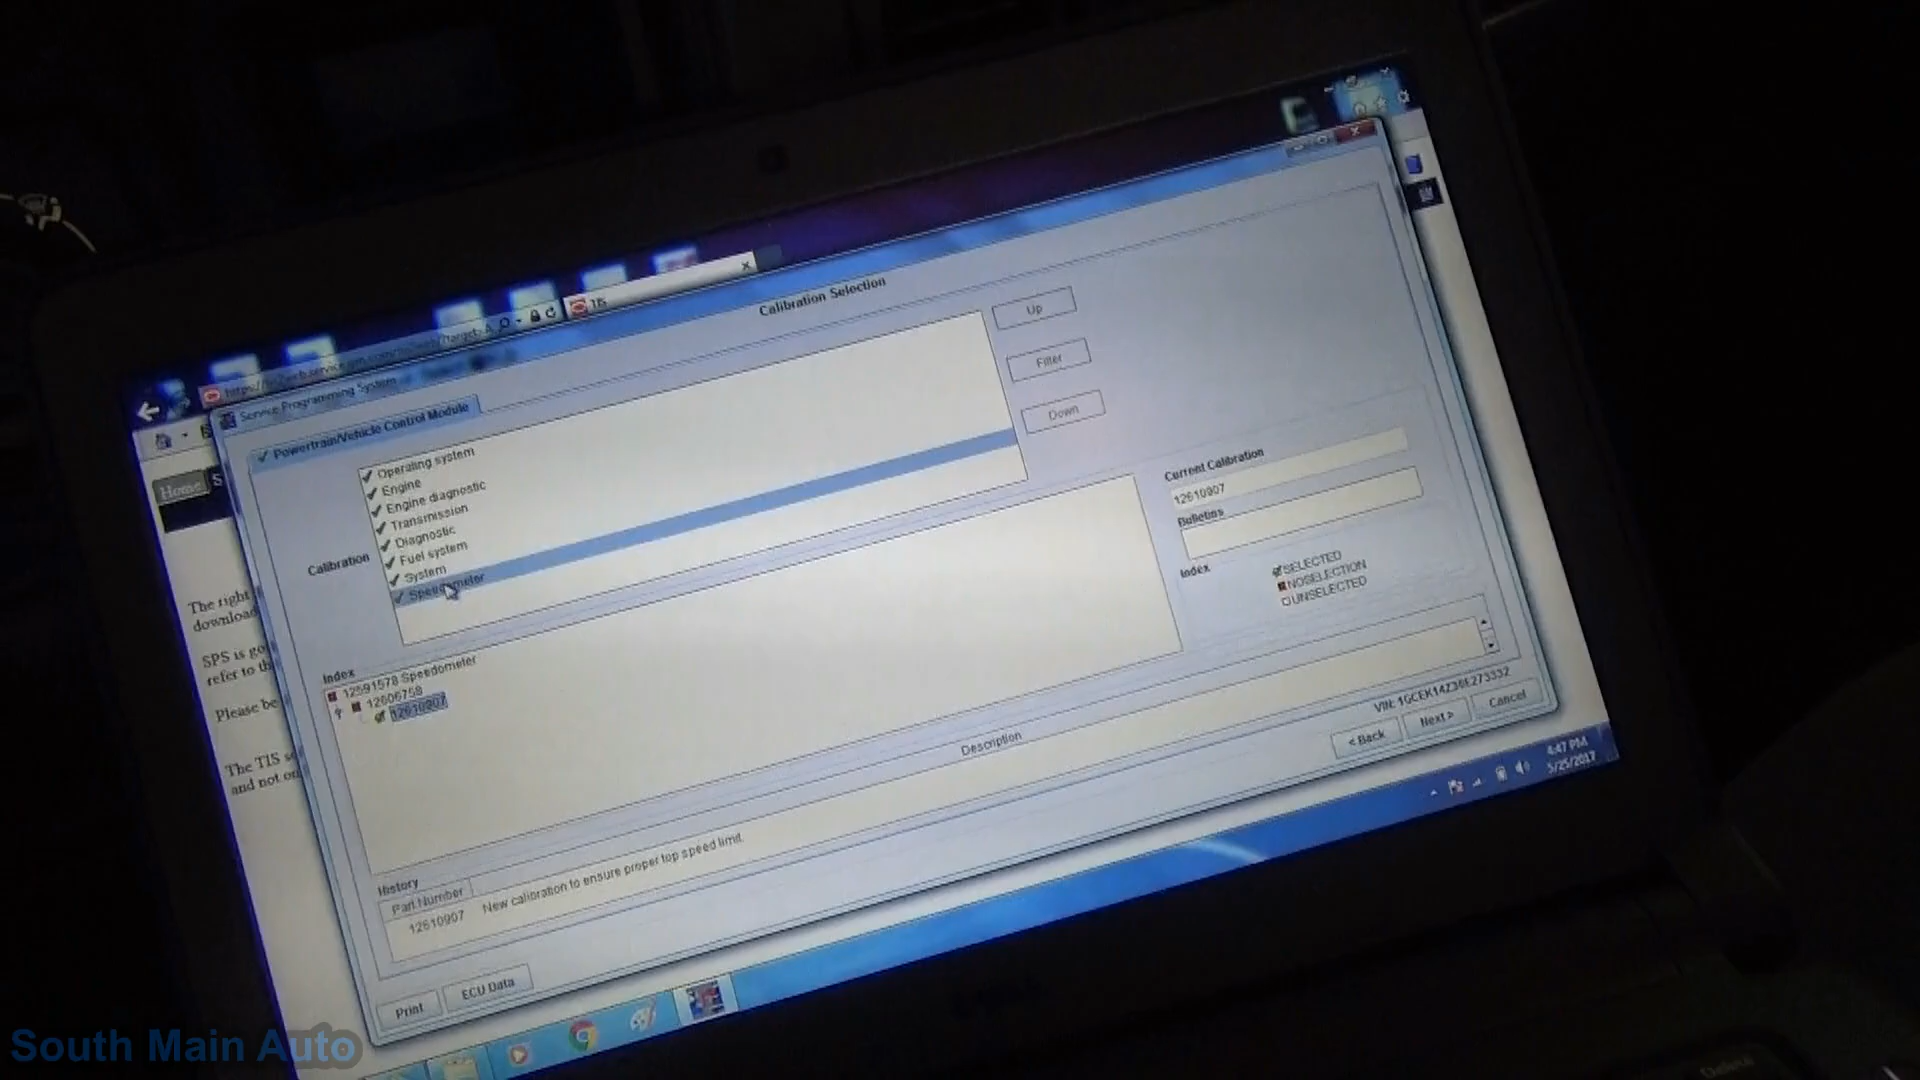 TIS
Service Programming System
Calibration Selection
Powertrain/Vehicle Control Module
Up
Filter
Down
Home
Calibration
Operating system
Engine
Engine diagnostic
Transmission
Diagnostic
Fuel system
System
Speedometer
Current Calibration
12610907
Bulletins
Index
SELECTED
NOSELECTION
UNSELECTED
The right
download
SPS is go
refer to th
Please be
The TIS s
and not on
Index
12591578 Speedometer
12606758
12610907
Description
VIN:
< Back
Next >
Cancel
4:47 PM
5/25/2017
History
Part Number
12610907 New calibration to ensure proper top speed limit.
Print
ECU Data
South Main Auto